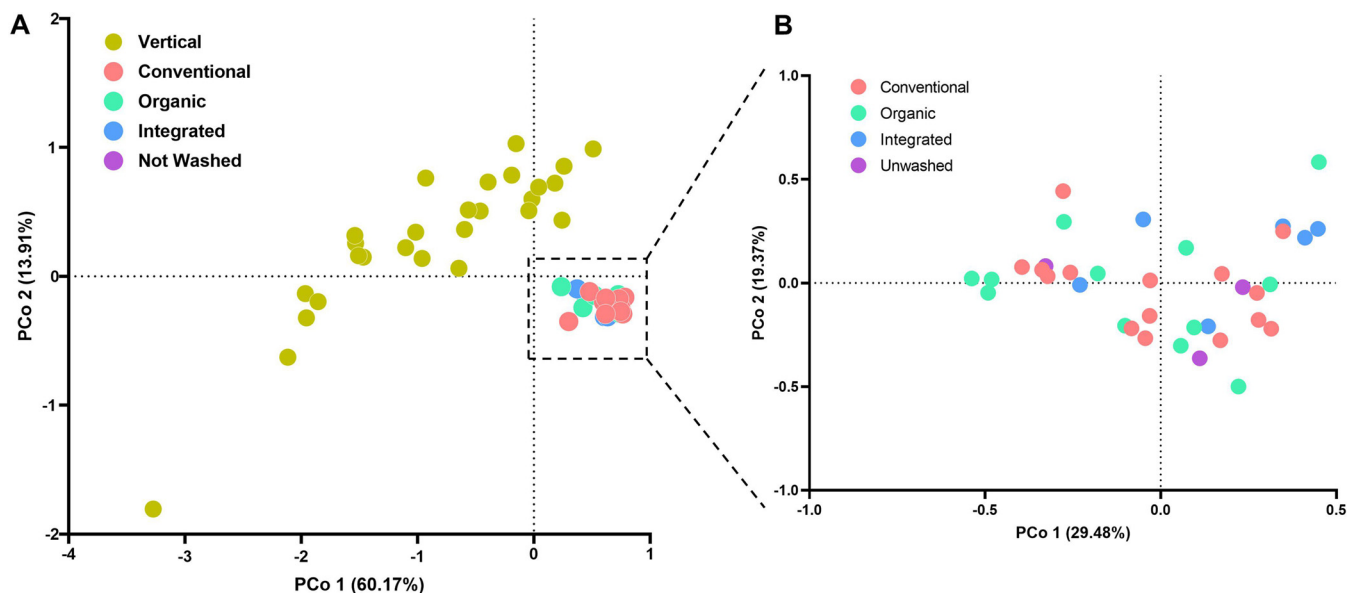 A
Vertical
Conventional
Organic
Integrated
Not Washed
2
1
0
-1
-2
PCo 2 (13.91%)
-4
-3
-2
-1
0
1
PCo 1 (60.17%)
B
Conventional
Organic
Integrated
Unwashed
1.0
0.5
0.0
-0.5
-1.0
PCo 2 (19.37%)
-1.0
-0.5
0.0
0.5
PCo 1 (29.48%)